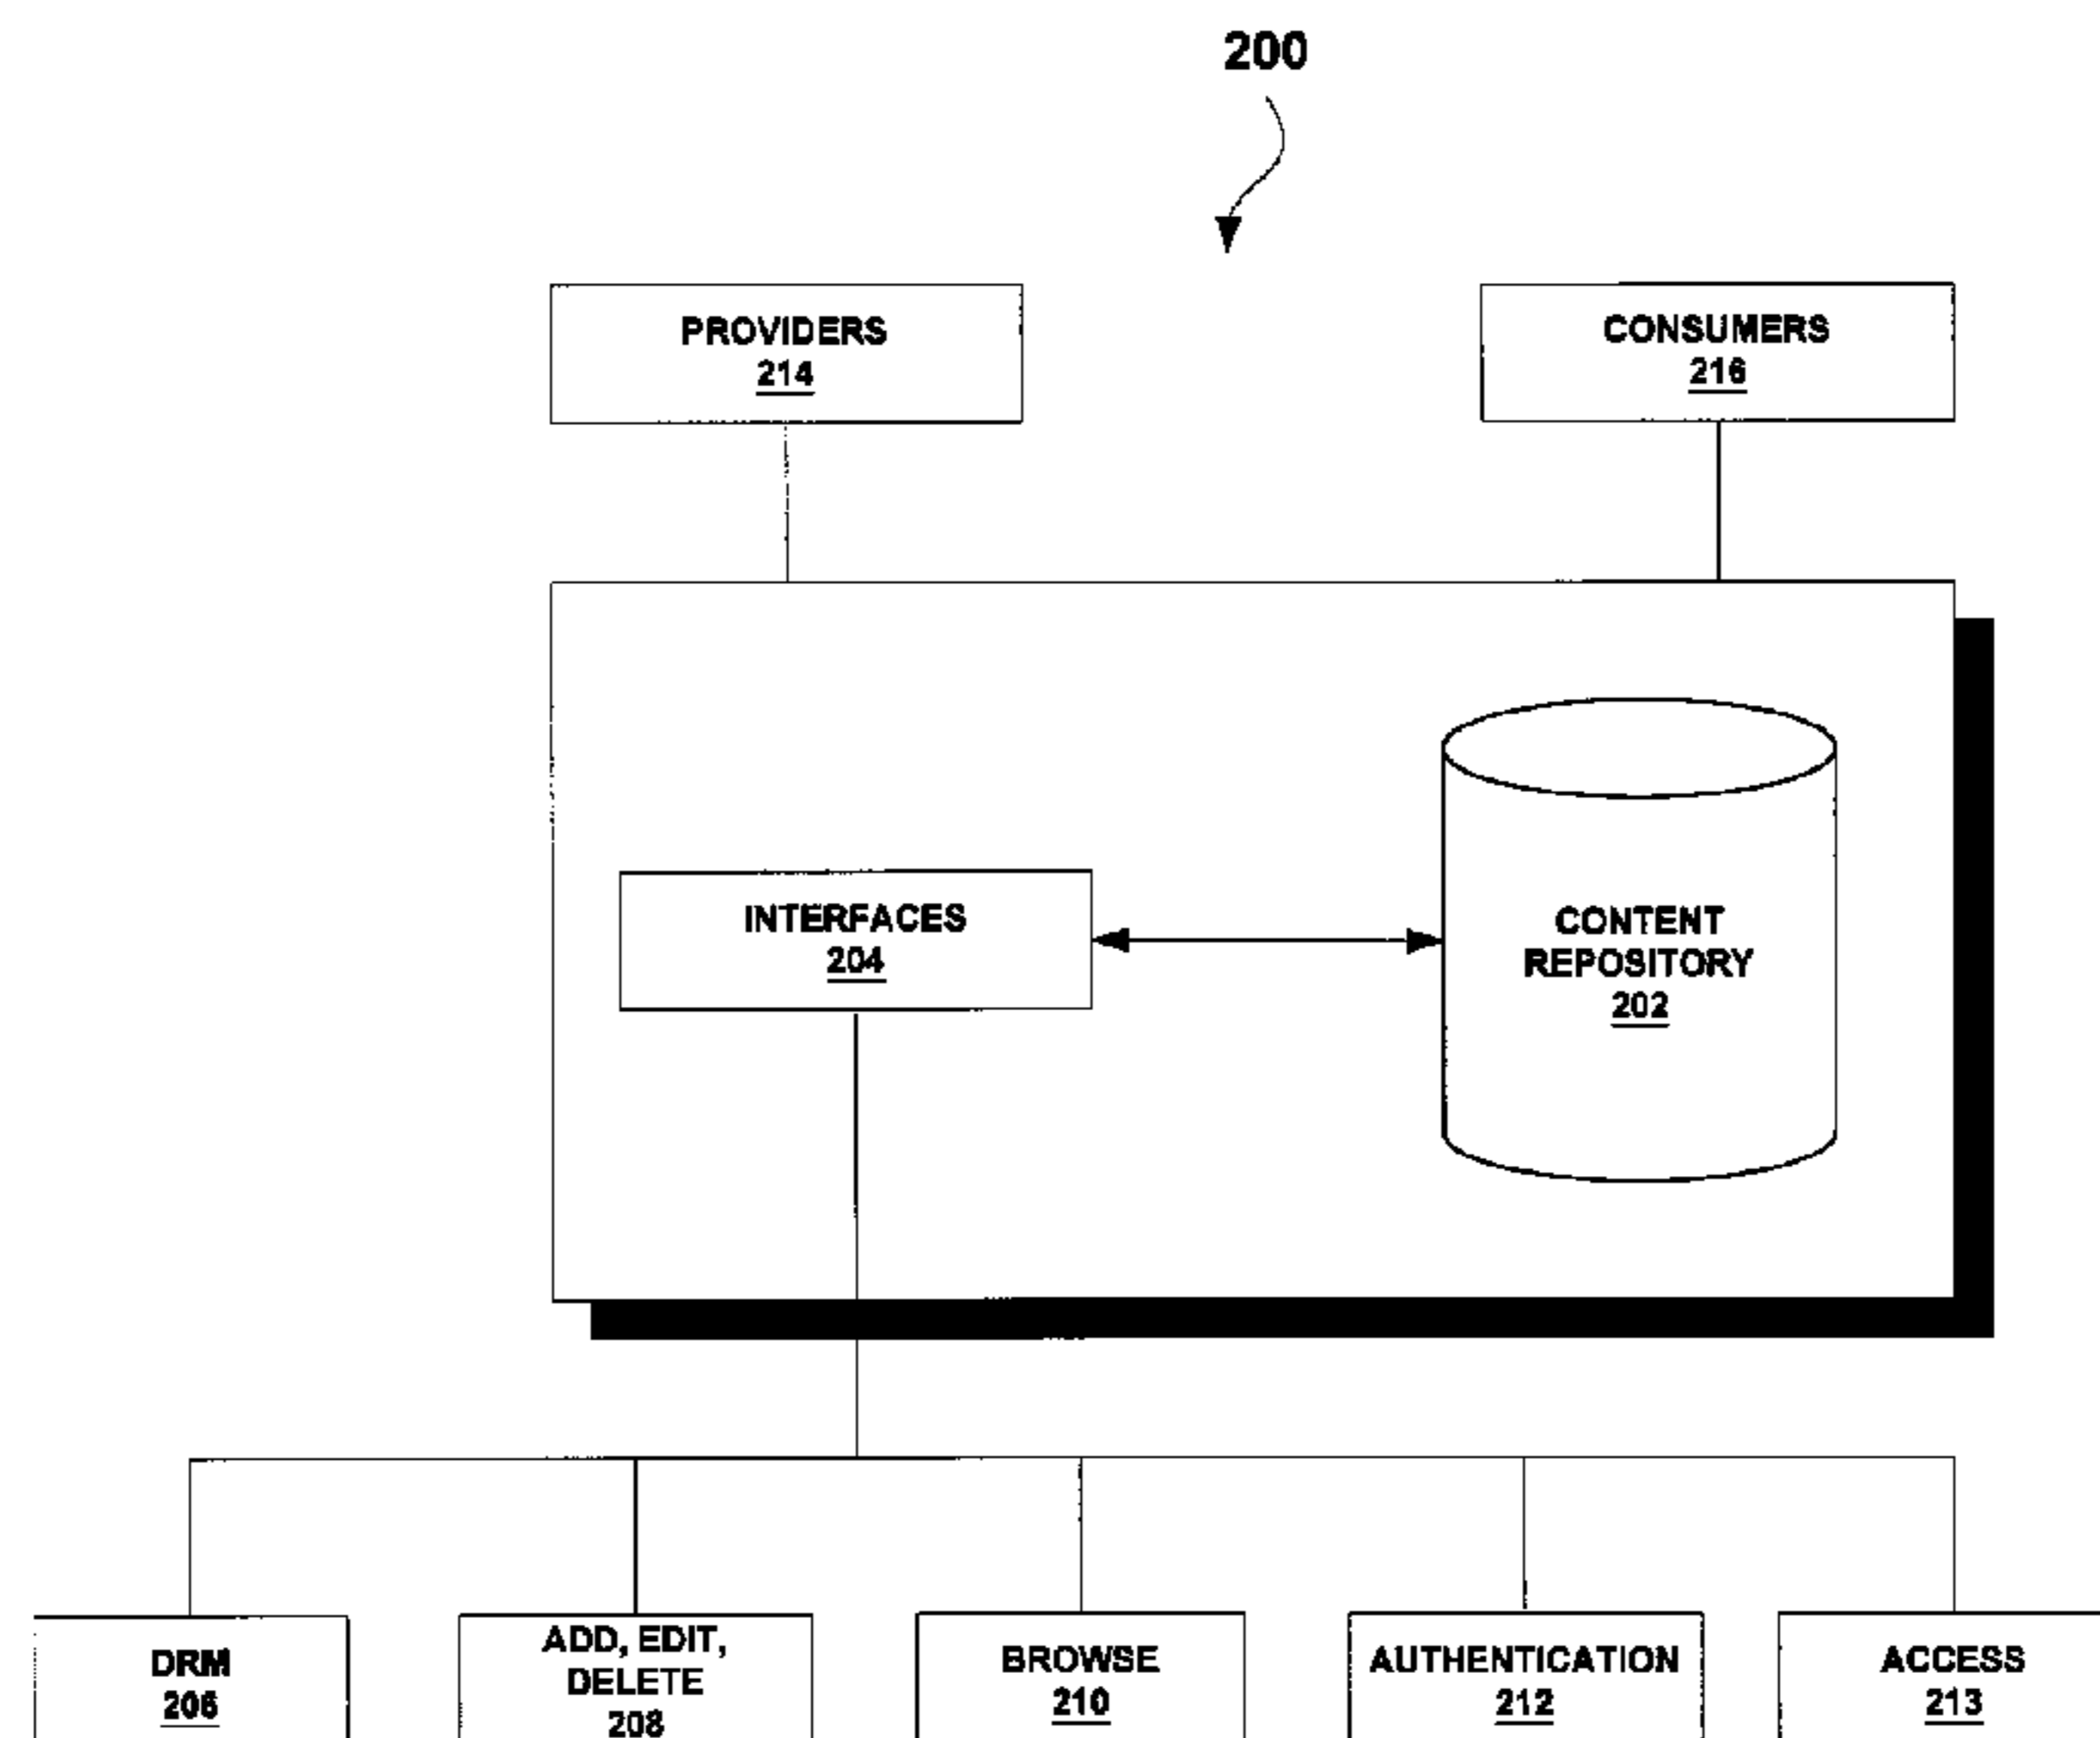 200
PROVIDERS
214
CONSUMERS
216
INTERFACES
204
CONTENT
REPOSITORY
202
DRM
206
ADD, EDIT,
DELETE
208
BROWSE
210
AUTHENTICATION
212
ACCESS
213